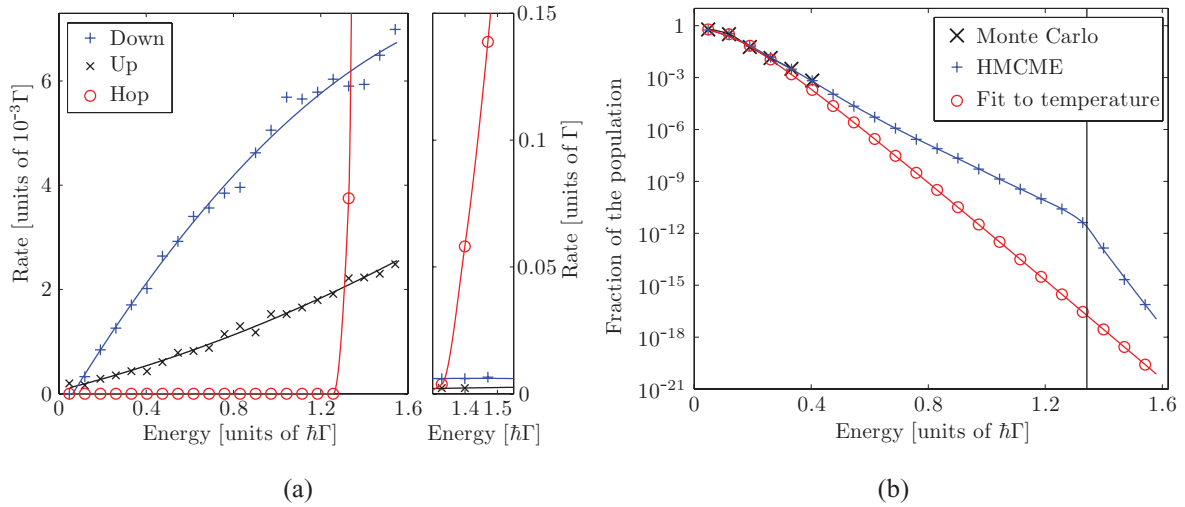 Rate [units of 10⁻³Γ]
6
4
2
0
+ Down
× Up
○ Hop
0 0.4 0.8 1.2 1.6
Energy [units of ħΓ]
0.15
0.1
0.05
0
Rate [units of Γ]
1.4 1.5
Energy [ħΓ]
(a)
Fraction of the population
1
10⁻³
10⁻⁶
10⁻⁹
10⁻¹²
10⁻¹⁵
10⁻¹⁸
10⁻²¹
× Monte Carlo
+ HMCME
○ Fit to temperature
0 0.4 0.8 1.2 1.6
Energy [units of ħΓ]
(b)